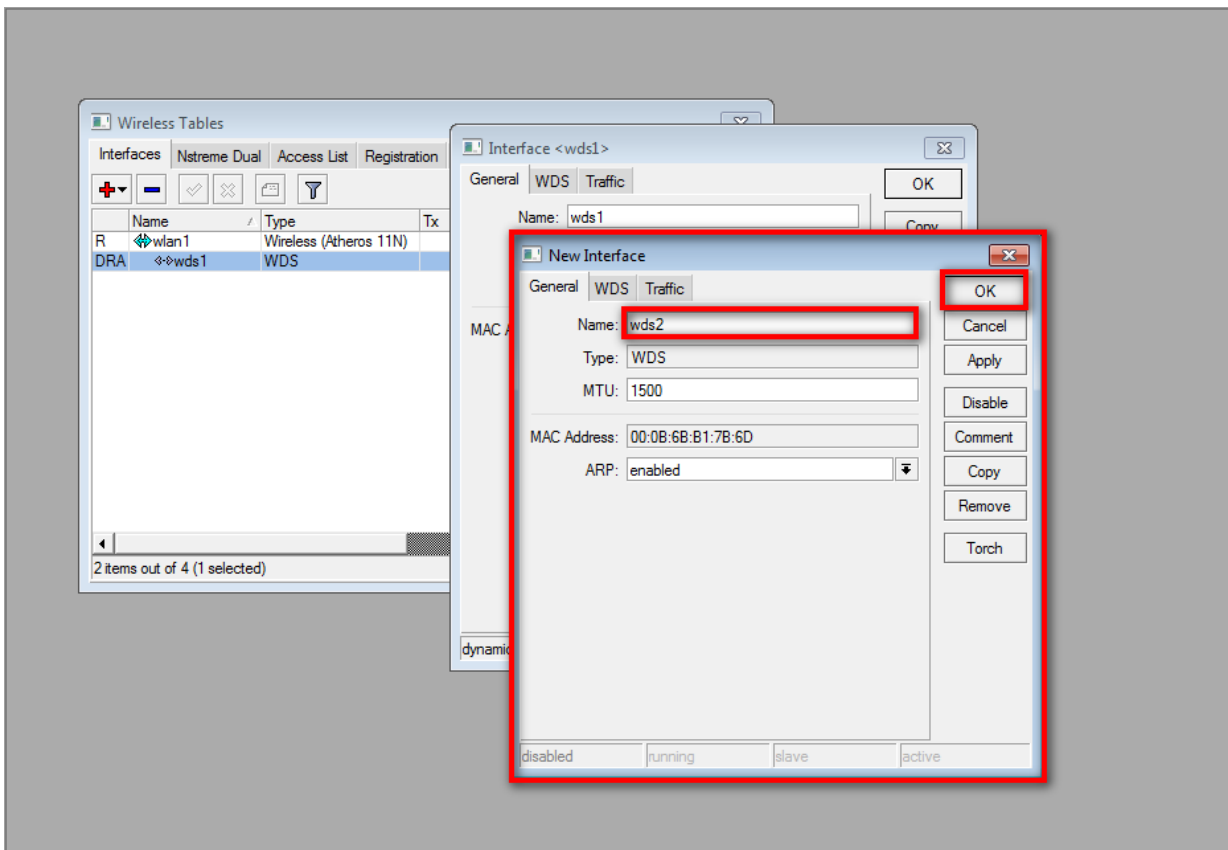 Wireless Tables
Interfaces Nstreme Dual Access List Registration
Name / Type Tx
R wlan1 Wireless (Atheros 11N)
DRA wds1 WDS
2 items out of 4 (1 selected)
Interface <wds1>
General WDS Traffic
OK
Name: wds1
Copy
MAC
dynamic
New Interface
General WDS Traffic
OK
Name: wds2
Cancel
Type: WDS
Apply
MTU: 1500
Disable
MAC Address: 00:0B:6B:B1:7B:6D
Comment
ARP: enabled
Copy
Remove
Torch
disabled running slave active